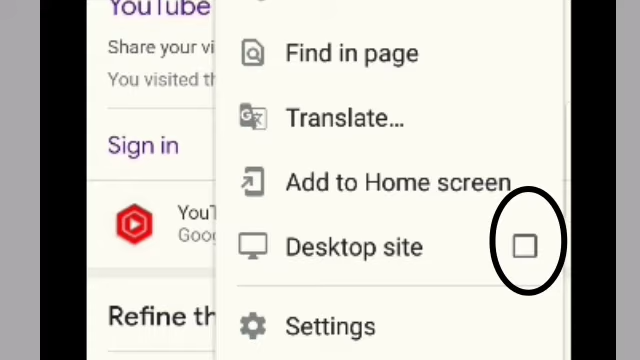 YouTube
Share your vi
You visited th
Sign in
YouT
Goog
Refine th
Find in page
Translate...
Add to Home screen
Desktop site
Settings